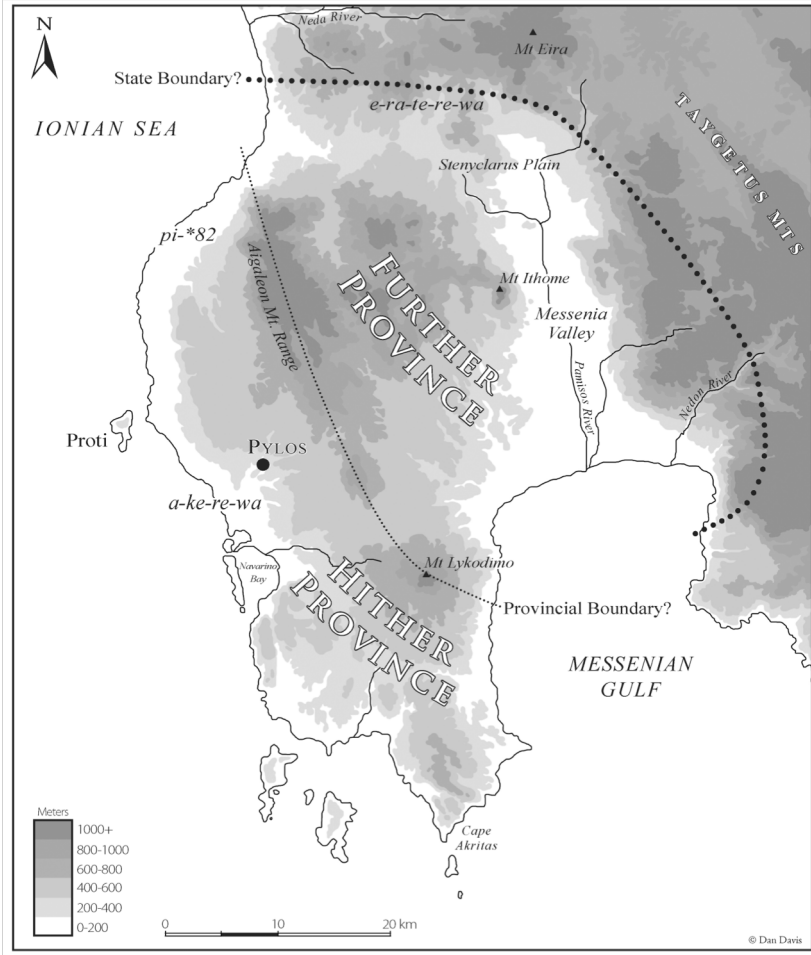 N
Neda River
Mt Eira
State Boundary?
e-ra-te-re-wa
IONIAN SEA
TAYGETUS MTS
Stenyclarus Plain
pi-*82
Aigaleon Mt. Range
Mt Ithome
FURTHER
PROVINCE
Messenia
Valley
Pamisos River
Nedon River
Proti
PYLOS
a-ke-re-wa
Navarino
Bay
Mt Lykodimo
HITHER
PROVINCE
Provincial Boundary?
MESSENIAN
GULF
Meters
1000+
800-1000
600-800
400-600
200-400
0-200
Cape
Akritas
0 10 20 km
© Dan Davis